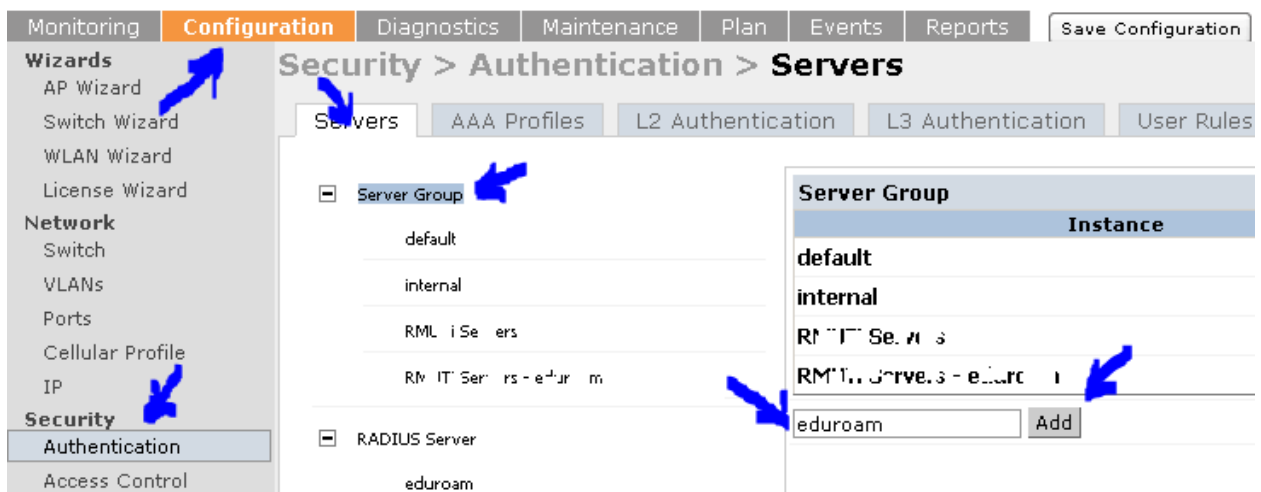 Monitoring Configuration Diagnostics Maintenance Plan Events Reports Save Configuration
Wizards
AP Wizard
Switch Wizard
WLAN Wizard
License Wizard
Network
Switch
VLANs
Ports
Cellular Profile
IP
Security
Authentication
Access Control
Security > Authentication > Servers
Servers AAA Profiles L2 Authentication L3 Authentication User Rules
Server Group
default
internal
RADIUS Server
eduroam
Server Group
Instance
default
internal
eduroam Add